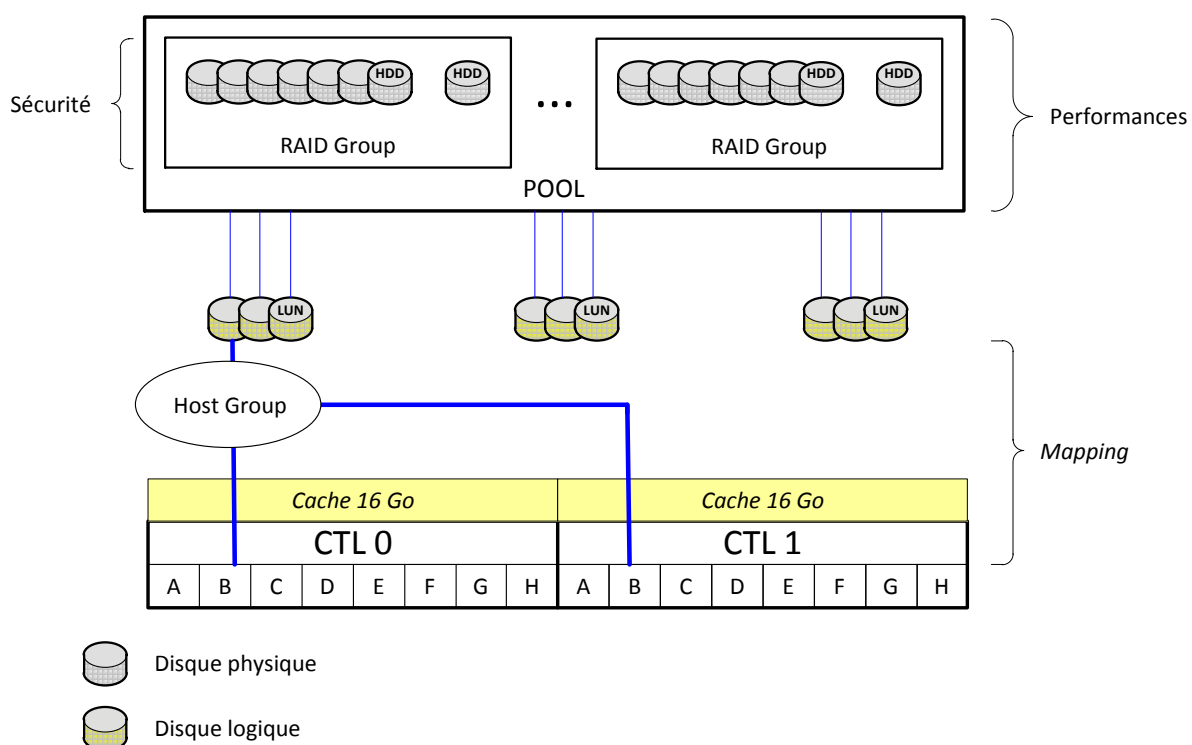 HDD HDD HDD HDD
Sécurité
...
Performances
RAID Group RAID Group
POOL
LUN LUN LUN
Host Group
Mapping
Cache 16 Go Cache 16 Go
CTL 0 CTL 1
A B C D E F G H A B C D E F G H
Disque physique
Disque logique